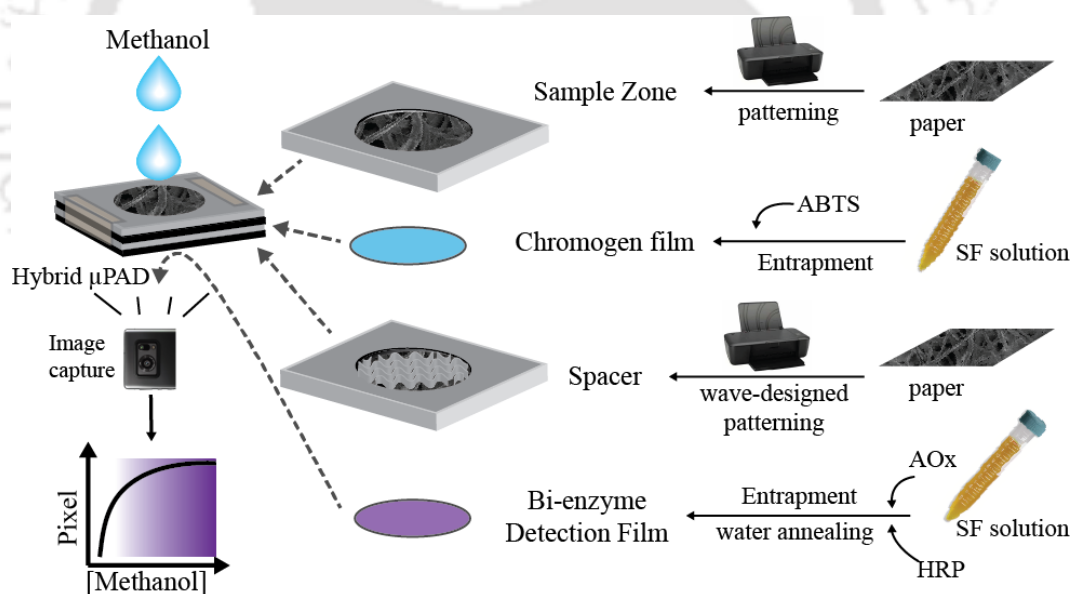 Methanol
Hybrid μPAD
Image
capture
Pixel
[Methanol]
Sample Zone
patterning
paper
Chromogen film
ABTS
Entrapment
SF solution
Spacer
wave-designed
patterning
paper
Bi-enzyme
Detection Film
Entrapment
water annealing
AOx
HRP
SF solution